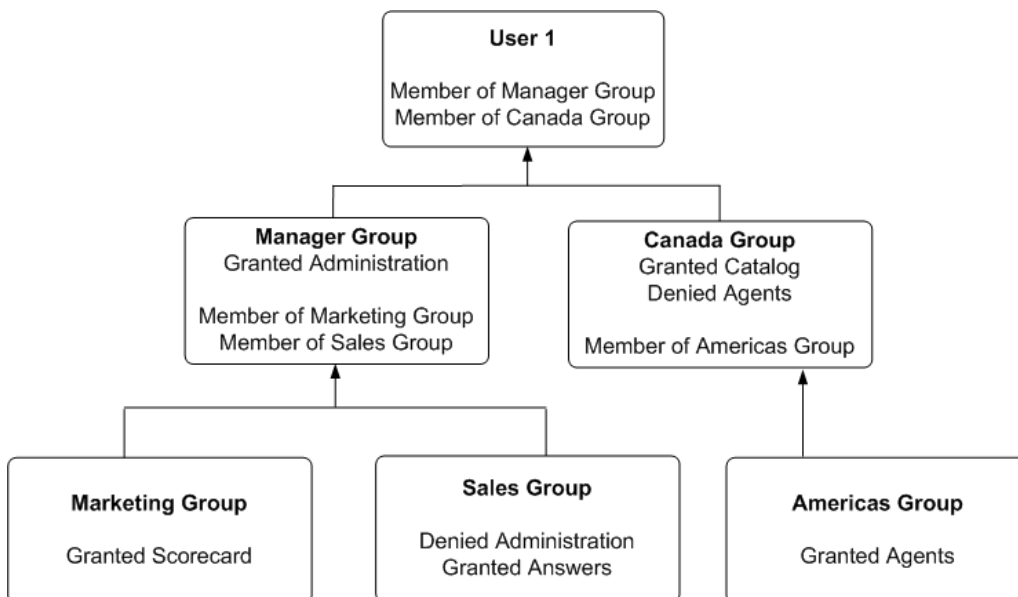 User 1
Member of Manager Group
Member of Canada Group
Manager Group
Granted Administration
Member of Marketing Group
Member of Sales Group
Canada Group
Granted Catalog
Denied Agents
Member of Americas Group
Marketing Group
Granted Scorecard
Sales Group
Denied Administration
Granted Answers
Americas Group
Granted Agents